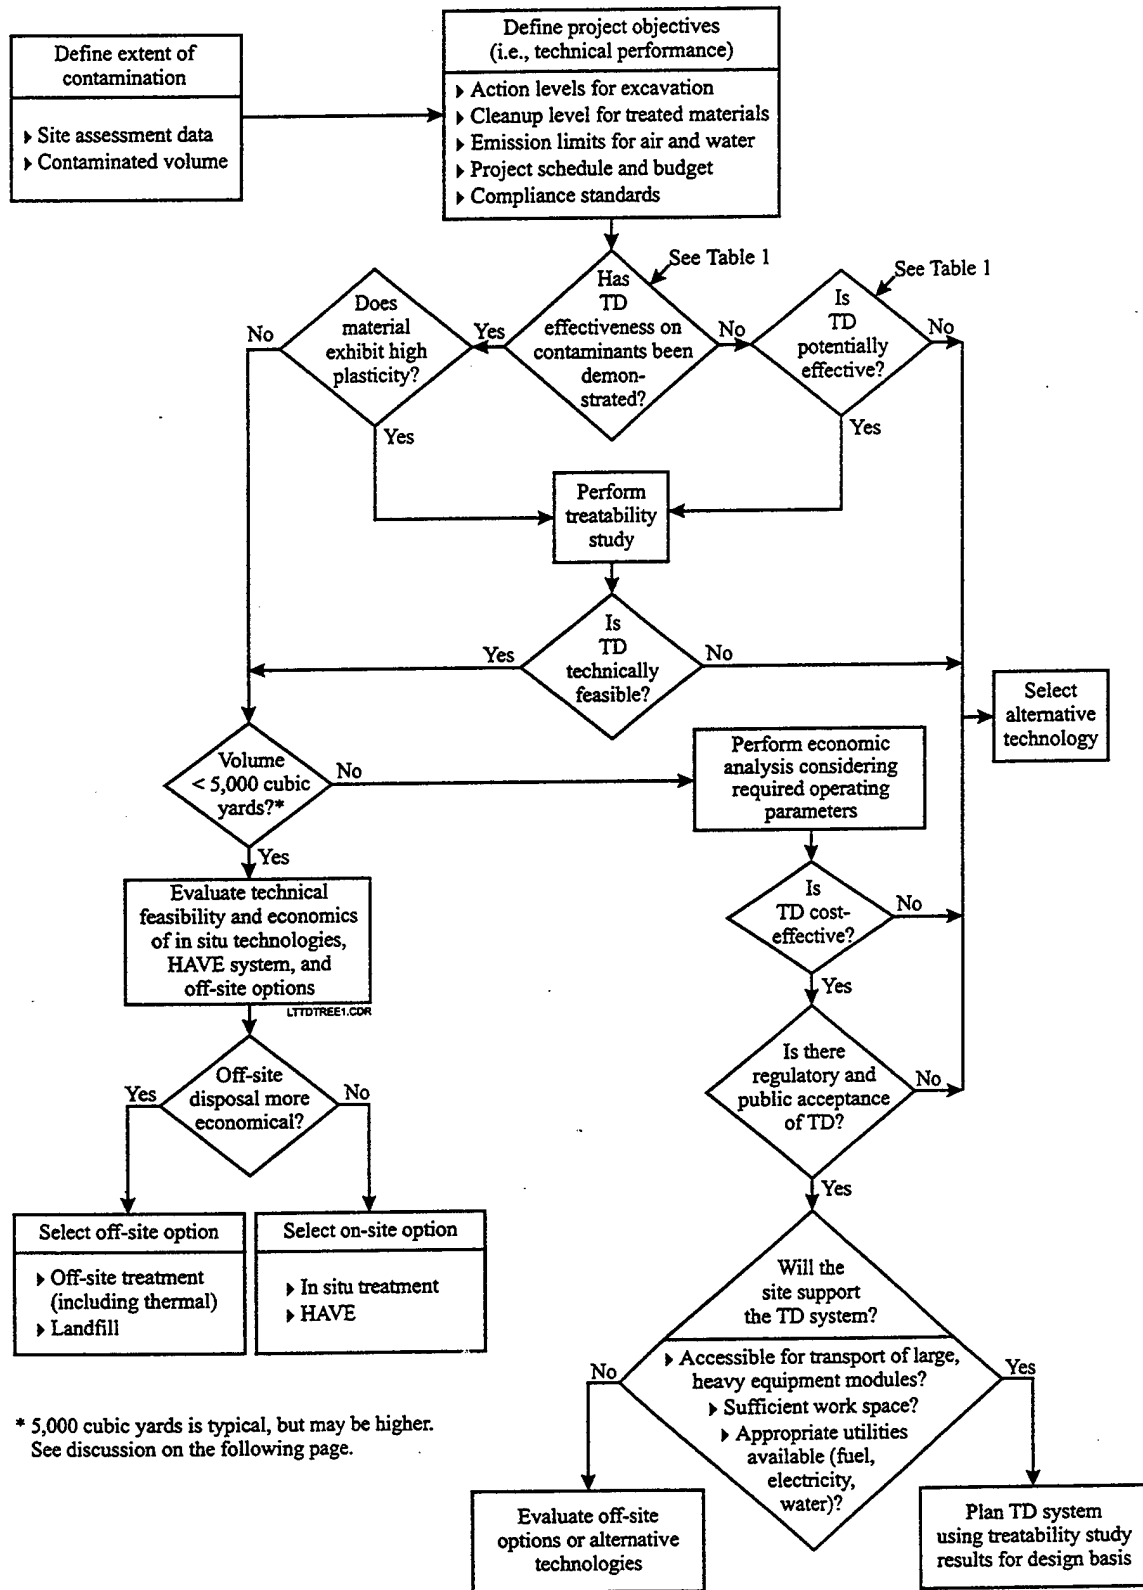 Define extent of
contamination
Site assessment data
Contaminated volume
Define project objectives
(i.e., technical performance)
Action levels for excavation
Cleanup level for treated materials
Emission limits for air and water
Project schedule and budget
Compliance standards
See Table 1
See Table 1
Does
material
exhibit high
plasticity?
No
Yes
Yes
Has
TD
effectiveness on
contaminants been
demon-
strated?
No
Is
TD
potentially
effective?
No
Yes
Perform
treatability
study
Is
TD
technically
feasible?
Yes
No
Select
alternative
technology
Volume
< 5,000 cubic
yards?*
No
Yes
Perform economic
analysis considering
required operating
parameters
Evaluate technical
feasibility and economics
of in situ technologies,
HAVE system, and
off-site options
LTTDTREE1.CDR
Is
TD cost-
effective?
No
Yes
Off-site
disposal more
economical?
Yes
No
Is there
regulatory and
public acceptance
of TD?
No
Yes
Select off-site option
Off-site treatment
(including thermal)
Landfill
Select on-site option
In situ treatment
HAVE
Will the
site support
the TD system?
Accessible for transport of large,
heavy equipment modules?
Sufficient work space?
Appropriate utilities
available (fuel,
electricity,
water)?
No
Yes
* 5,000 cubic yards is typical, but may be higher.
See discussion on the following page.
Evaluate off-site
options or alternative
technologies
Plan TD system
using treatability study
results for design basis